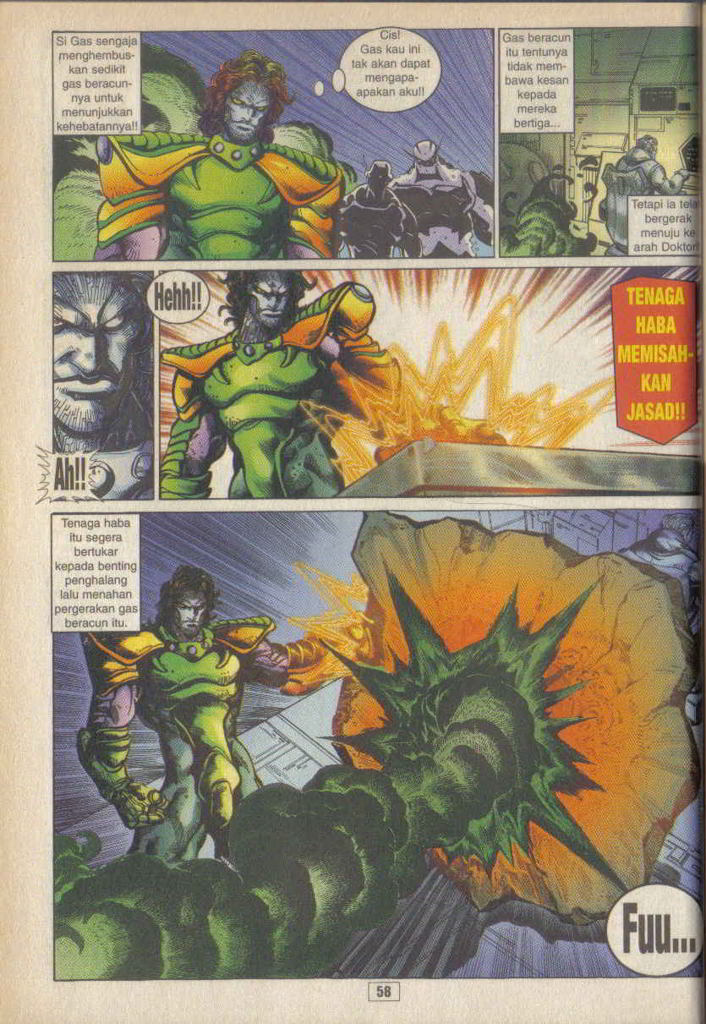 Si Gas sengaja
menghembus-
kan sedikit
gas beracun-
nya untuk
menunjukkan
kehebatannya!!
Cis!
Gas kau ini
tak akan dapat
mengapa-
apakan aku!!
Gas beracun
itu tentunya
tidak mem-
bawa kesan
kepada
mereka
bertiga...
Tetapi ia
bergerak
menuju ke
arah Doktor
Ah!!
Hehh!!
TENAGA
HABA
MEMISAH-
KAN
JASAD!!
Tenaga haba
itu segera
bertukar
kepada benting
penghalang
lalu menahan
pergerakan gas
beracun itu.
Fuu...
58